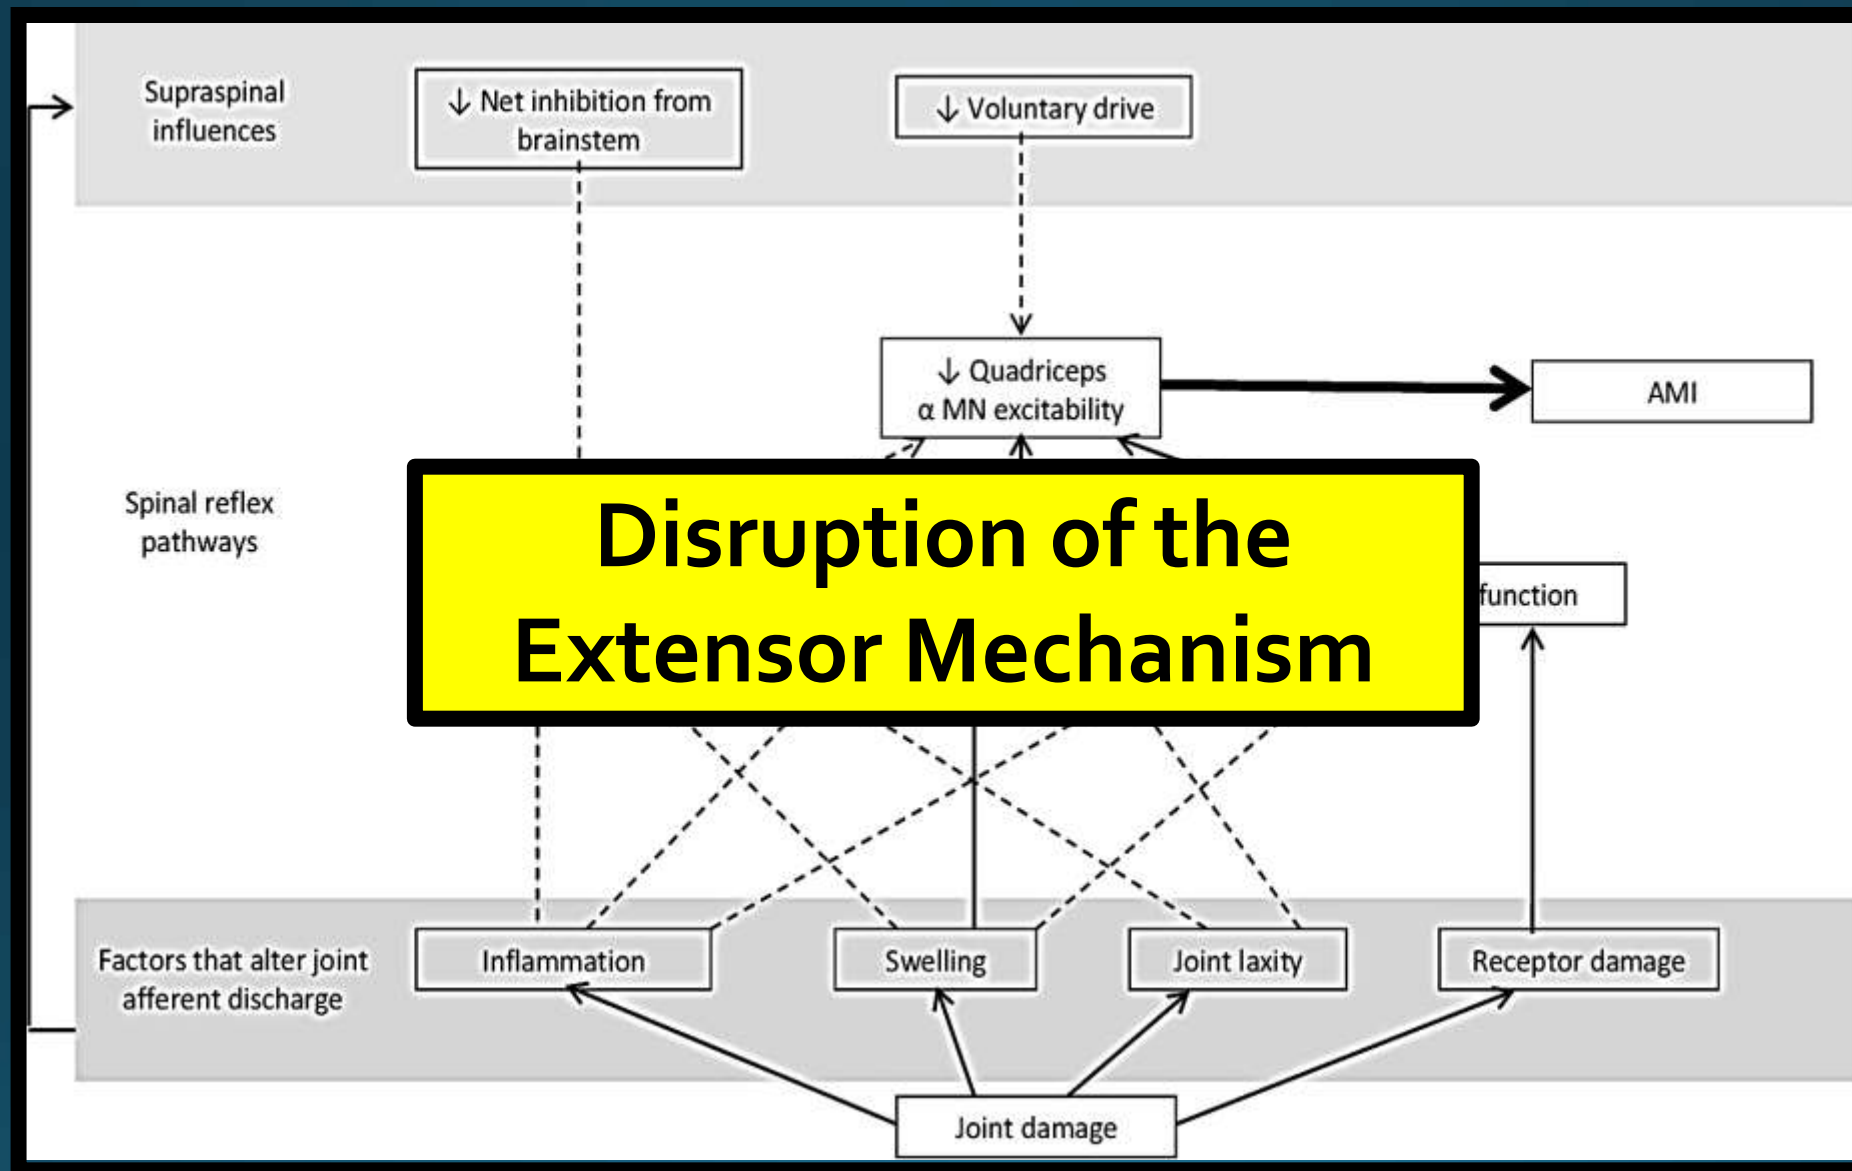 Supraspinal
influences
↓ Net inhibition from
brainstem
↓ Voluntary drive
↓ Quadriceps
α MN excitability
AMI
Spinal reflex
pathways
Disruption of the
Extensor Mechanism
function
Factors that alter joint
afferent discharge
Inflammation
Swelling
Joint laxity
Receptor damage
Joint damage